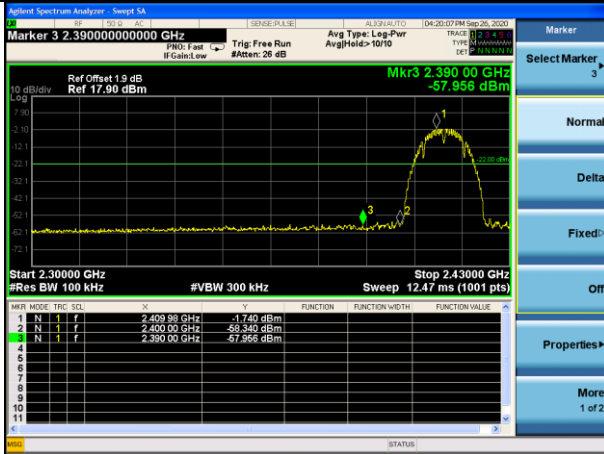 Agilent Spectrum Analyzer - Swept SA
RF 50 Ω AC SENSE:PULSE ALIGN AUTO 04:20:07 PM Sep 26, 2020
Marker 3 2.390000000000 GHz
PNO: Fast
IFGain:Low
Trig: Free Run
#Atten: 26 dB
Avg Type: Log-Pwr
Avg|Hold>10/10
TRACE 1 2 3 4 5 6
TYPE M
DET P N N N N N
Marker
Select Marker
3
Normal
Delta
Fixed
Off
Properties
More
1 of 2
Ref Offset 1.9 dB
10 dB/div Ref 17.90 dBm
Log
Mkr3 2.390 00 GHz
-57.956 dBm
7.90
-2.10
-12.1
-22.1
-32.1
-42.1
-52.1
-62.1
-72.1
1
-22.00 dBm
3
2
Start 2.30000 GHz Stop 2.43000 GHz
#Res BW 100 kHz #VBW 300 kHz Sweep 12.47 ms (1001 pts)
MKR MODE TRC SCL X Y FUNCTION FUNCTION WIDTH FUNCTION VALUE
1 N 1 f 2.409 98 GHz -1.740 dBm
2 N 1 f 2.400 00 GHz -58.340 dBm
3 N 1 f 2.390 00 GHz -57.956 dBm
4
5
6
7
8
9
10
11
MSG STATUS